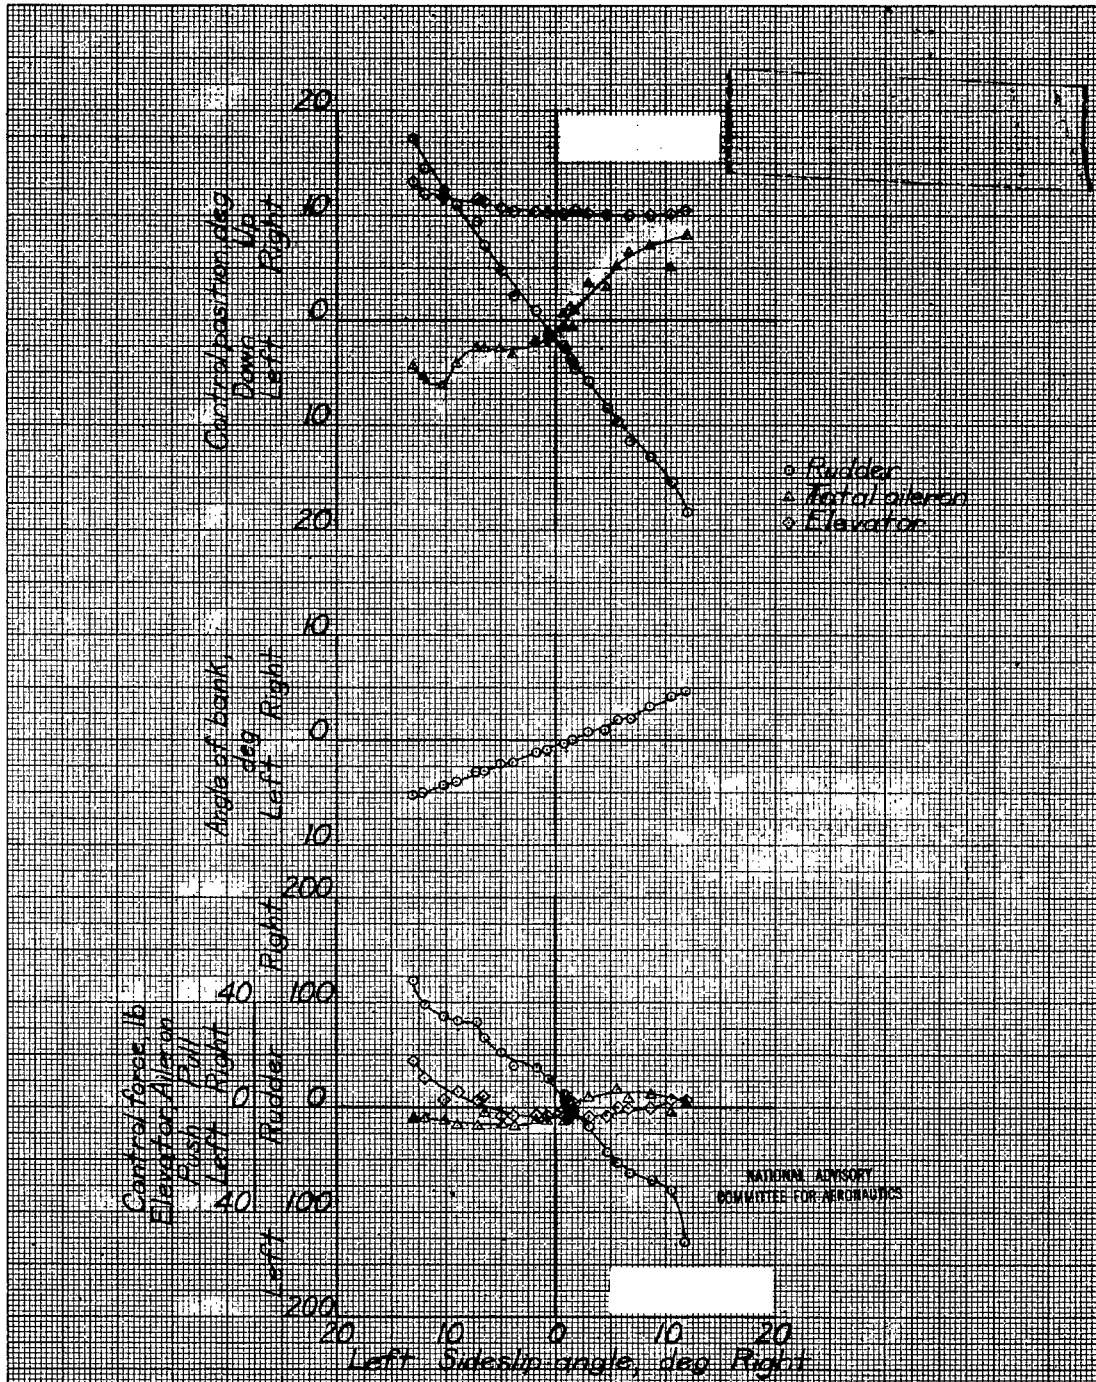 20
10
0
10
20
Control position, deg
Down Up
Left Right
Rudder
Total aileron
Elevator
10
0
10
Angle of bank,
deg
Left Right
200
100
0
100
200
40
0
40
Control force, lb
Elevator, Aileron
Push Pull
Left Right
Rudder
Left Right
NATIONAL ADVISORY
COMMITTEE FOR AERONAUTICS
20 10 0 10 20
Left Sideslip angle, deg Right